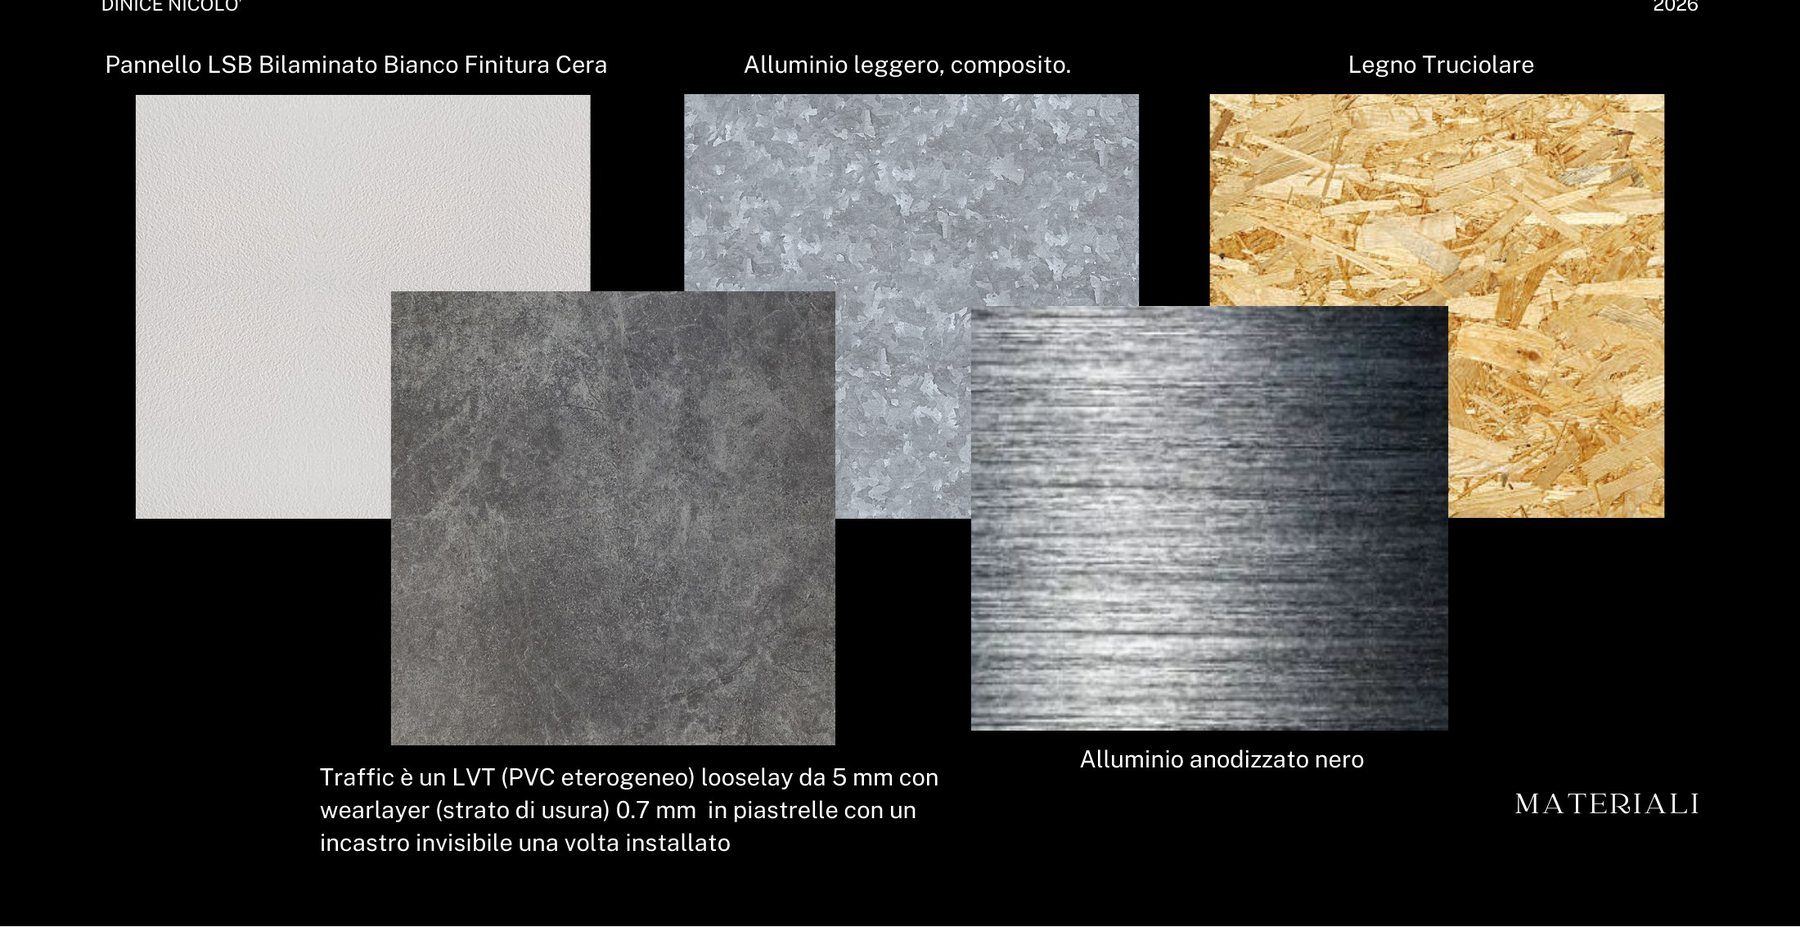 DINICE NICOLO'
2026
Pannello LSB Bilaminato Bianco Finitura Cera
Alluminio leggero, composito.
Legno Truciolare
Traffic è un LVT (PVC eterogeneo) looselay da 5 mm con
wearlayer (strato di usura) 0.7 mm  in piastrelle con un
incastro invisibile una volta installato
Alluminio anodizzato nero
MATERIALI